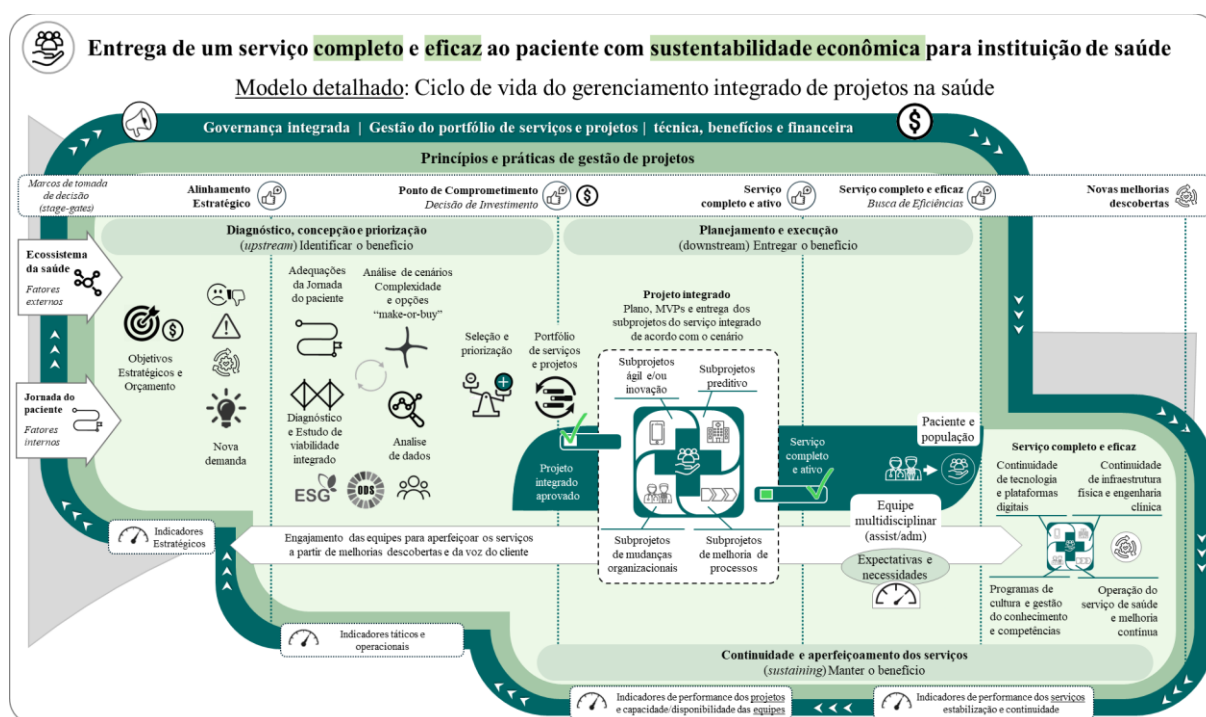 Entrega de um serviço completo e eficaz ao paciente com sustentabilidade econômica para instituição de saúde
Modelo detalhado: Ciclo de vida do gerenciamento integrado de projetos na saúde
Governança integrada | Gestão do portfólio de serviços e projetos | técnica, benefícios e financeira
$
Princípios e práticas de gestão de projetos
Marcos de tomada
de decisão
(stage-gates)
Alinhamento
Estratégico
Ponto de Comprometimento
Decisão de Investimento
$
Serviço
completo e ativo
Serviço completo e eficaz
Busca de Eficiências
Novas melhorias
descobertas
Diagnóstico, concepção e priorização
(upstream) Identificar o benefício
Planejamento e execução
(downstream) Entregar o benefício
Ecossistema
da saúde
Fatores
externos
Jornada do
paciente
Fatores
internos
$
Objetivos
Estratégicos e
Orçamento
Nova
demanda
Adequações
da Jornada
do paciente
Análise de cenários
Complexidade
e opções
“make-or-buy”
Diagnóstico
e Estudo de
viabilidade
integrado
Analise
de dados
ESG
ODS
Seleção e
priorização
Portfólio
de serviços
e projetos
Projeto
integrado
aprovado
Projeto integrado
Plano, MVPs e entrega dos
subprojetos do serviço integrado
de acordo com o cenário
Subprojetos
ágil e/ou
inovação
Subprojetos
preditivo
Subprojetos
de mudanças
organizacionais
Subprojetos
de melhoria de
processos
Serviço
completo
e ativo
Paciente e
população
Equipe
multidisciplinar
(assist/adm)
Expectativas e
necessidades
Serviço completo e eficaz
Continuidade
de tecnologia
e plataformas
digitais
Continuidade
de infraestrutura
física e engenharia
clínica
Programas de
cultura e gestão
do conhecimento
e competências
Operação do
serviço de saúde
e melhoria
contínua
Engajamento das equipes para aperfeiçoar os serviços
a partir de melhorias descobertas e da voz do cliente
Indicadores
Estratégicos
Indicadores táticos e
operacionais
Continuidade e aperfeiçoamento dos serviços
(sustaining) Manter o benefício
Indicadores de performance dos projetos
e capacidade/disponibilidade das equipes
Indicadores de performance dos serviços
estabilização e continuidade